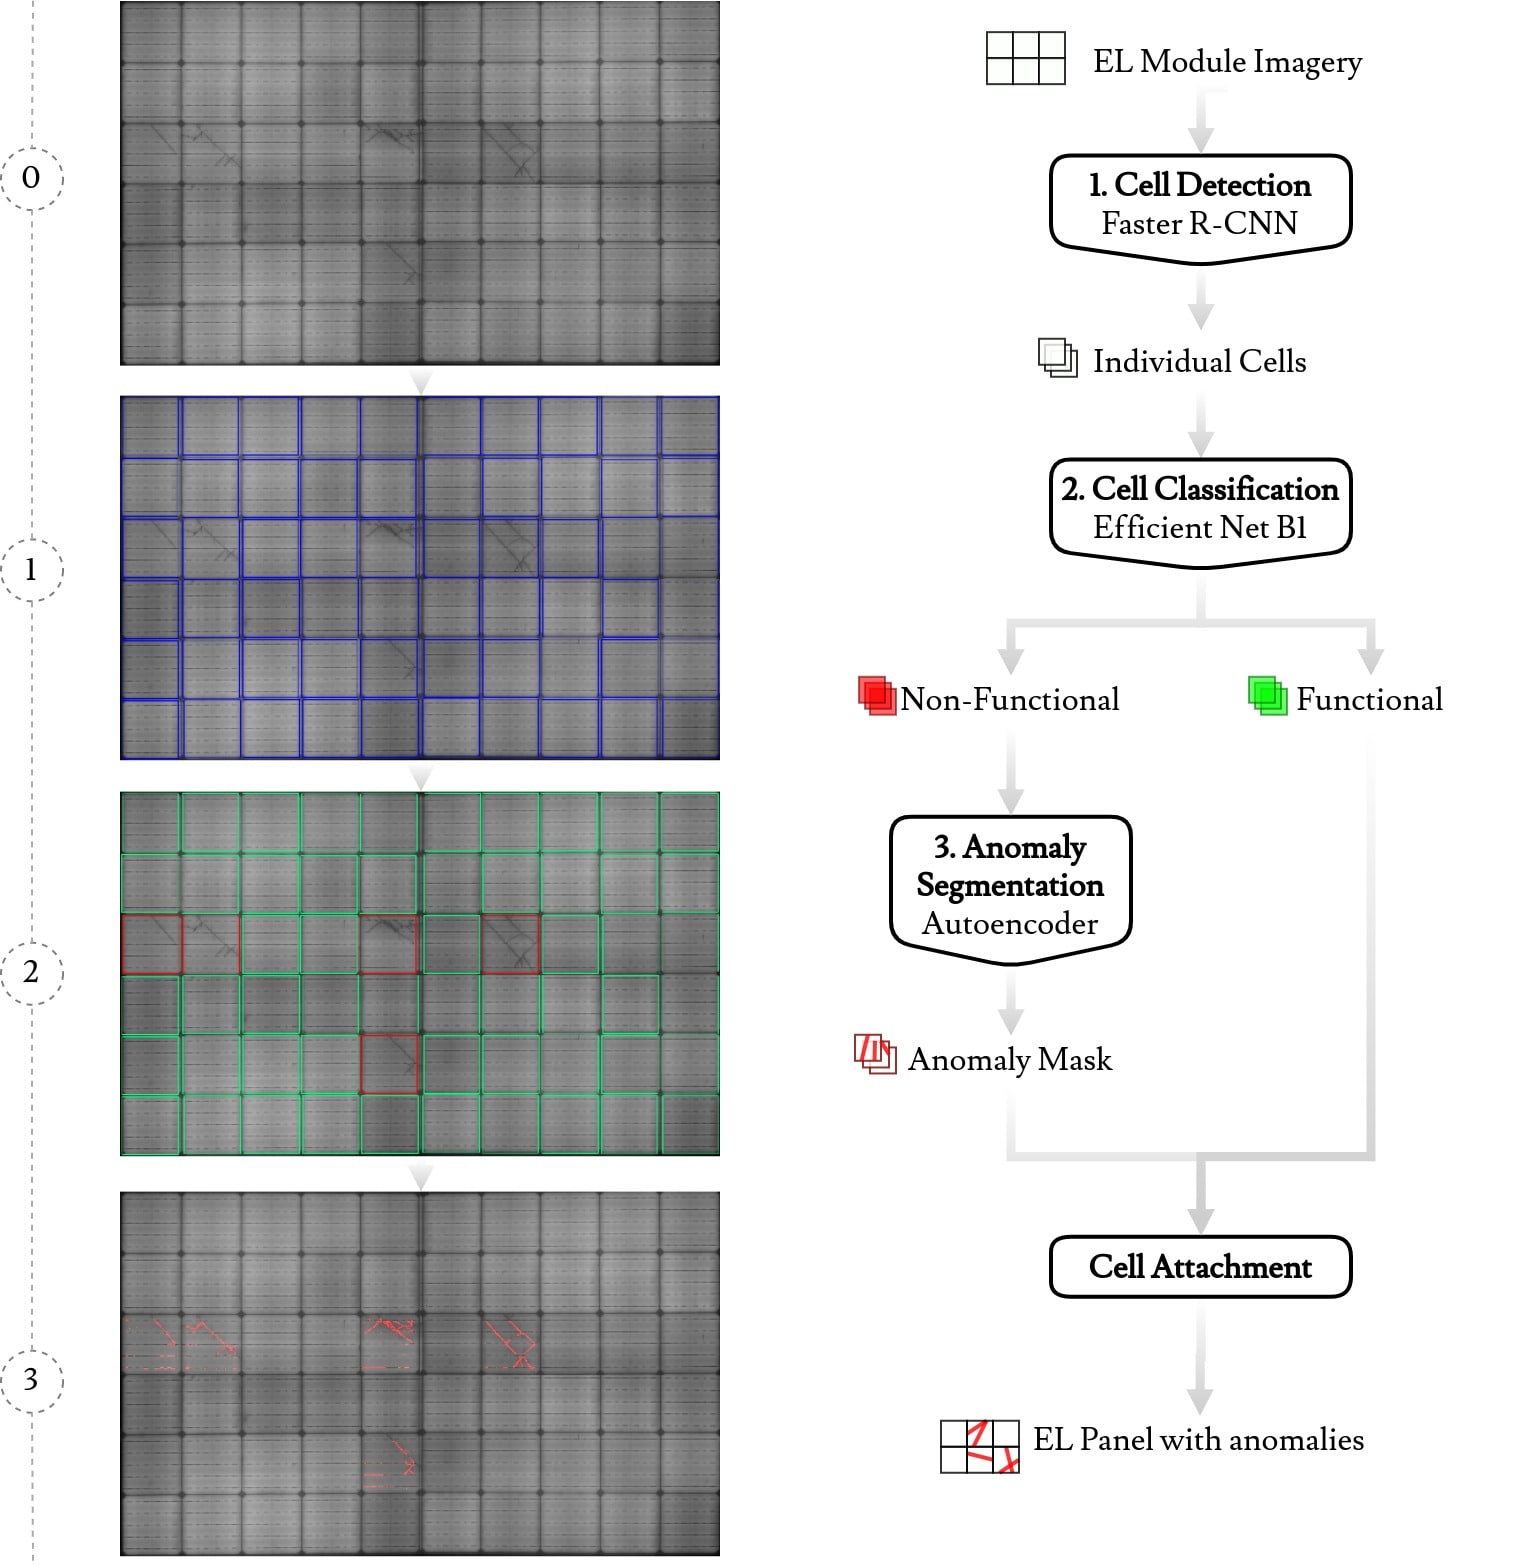 0
1
2
3
EL Module Imagery
1. Cell Detection
Faster R-CNN
Individual Cells
2. Cell Classification
Efficient Net B1
Non-Functional
Functional
3. Anomaly
Segmentation
Autoencoder
Anomaly Mask
Cell Attachment
EL Panel with anomalies